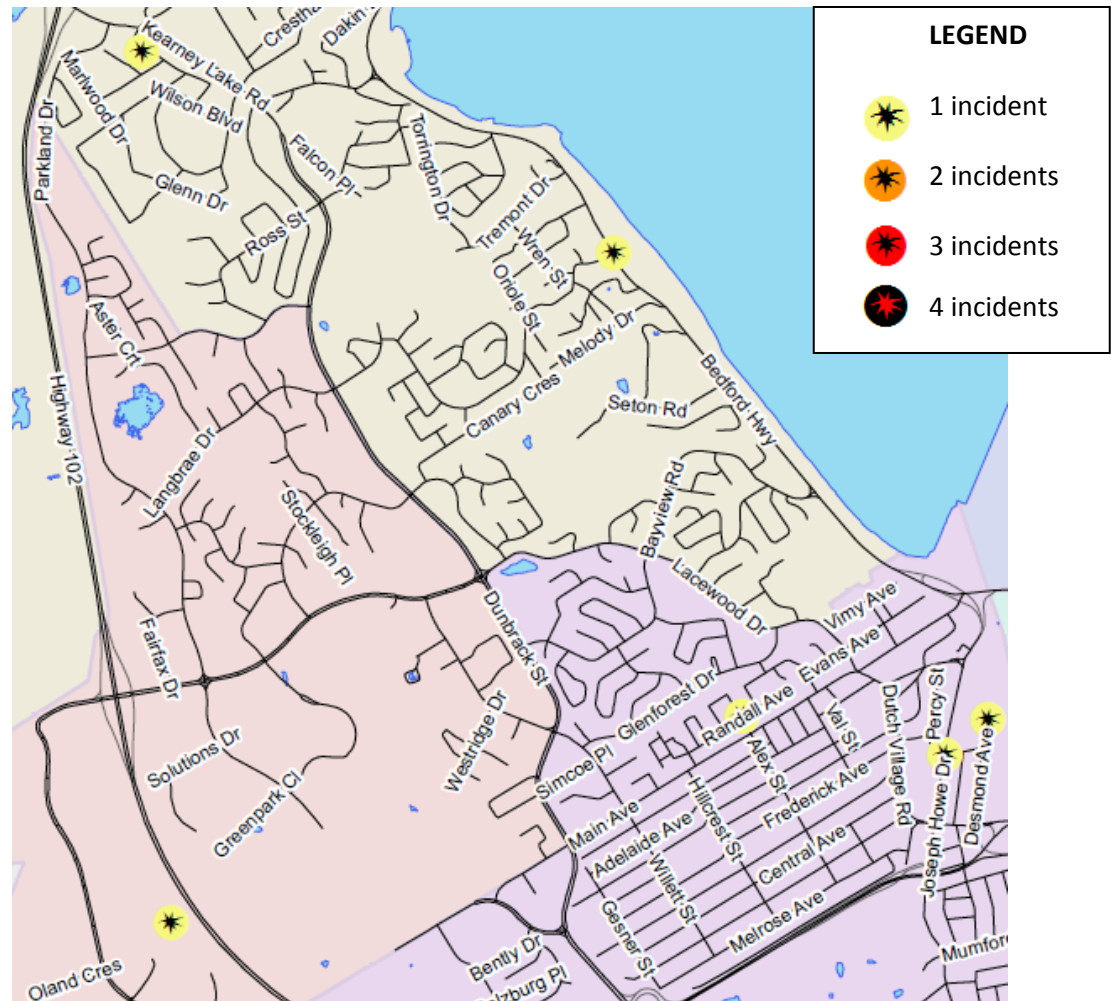 LEGEND
1 incident
2 incidents
3 incidents
4 incidents
Kearney Lake Rd
Marlwood Dr
Wilson Blvd
Parkland Dr
Glenn Dr
Ross St
Falcon Pl
Torrington Dr
Tremont Dr
Wren St
Oriole St
Melody Dr
Canary Cres
Seton Rd
Bedford Hwy
Aster Crt
Highway 102
Langbrae Dr
Stockleigh Pl
Bayview Rd
Lacewood Dr
Vimy Ave
Evans Ave
Dunbrack St
Fairfax Dr
Solutions Dr
Greenpark Cl
Westridge Dr
Glenforest Dr
Randall Ave
Simcoe Pl
Val St
Alex St
Dutch Village Rd
Percy St
Joseph Howe Dr
Desmond Ave
Main Ave
Adelaide Ave
Hillcrest St
Frederick Ave
Central Ave
Willett St
Gesner St
Melrose Ave
Bently Dr
Oland Cres